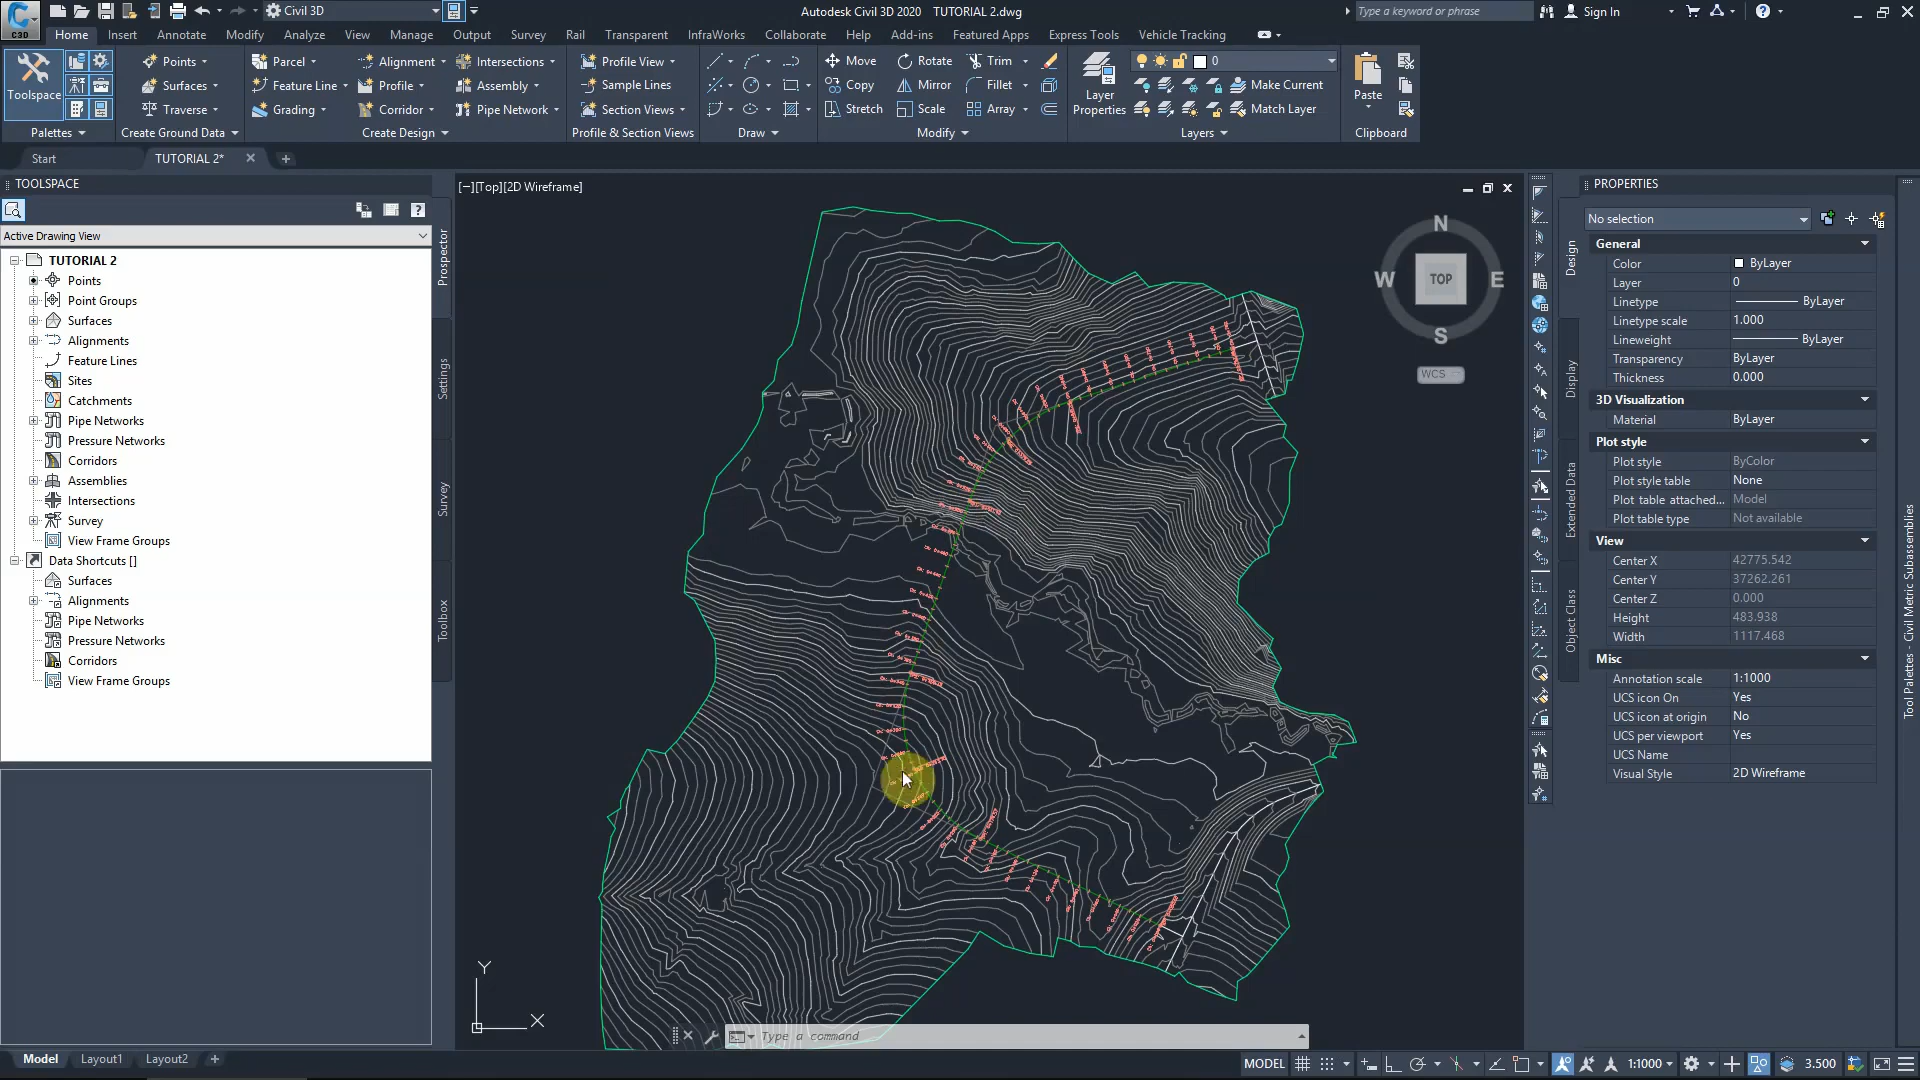 C3D
Civil 3D
Autodesk Civil 3D 2020 TUTORIAL 2.dwg
Type a keyword or phrase
Sign In
Home Insert Annotate Modify Analyze View Manage Output Survey Rail Transparent InfraWorks Collaborate Help Add-ins Featured Apps Express Tools Vehicle Tracking
Toolspace
Palettes
Points
Surfaces
Traverse
Create Ground Data
Parcel
Feature Line
Grading
Alignment
Profile
Corridor
Intersections
Assembly
Pipe Network
Create Design
Profile View
Sample Lines
Section Views
Profile & Section Views
Draw
Move
Copy
Stretch
Rotate
Mirror
Scale
Trim
Fillet
Array
Modify
Layer
Properties
0
Make Current
Match Layer
Layers
Paste
Clipboard
Start
TUTORIAL 2*
TOOLSPACE
Active Drawing View
TUTORIAL 2
Points
Point Groups
Surfaces
Alignments
Feature Lines
Sites
Catchments
Pipe Networks
Pressure Networks
Corridors
Assemblies
Intersections
Survey
View Frame Groups
Data Shortcuts []
Surfaces
Alignments
Pipe Networks
Pressure Networks
Corridors
View Frame Groups
Prospector
Settings
Survey
Toolbox
[−][Top][2D Wireframe]
N
W
TOP
E
S
WCS
Y
X
Type a command
PROPERTIES
No selection
General
Color ByLayer
Layer 0
Linetype ByLayer
Linetype scale 1.000
Lineweight ByLayer
Transparency ByLayer
Thickness 0.000
3D Visualization
Material ByLayer
Plot style
Plot style ByColor
Plot style table None
Plot table attached... Model
Plot table type Not available
View
Center X 42775.542
Center Y 37262.261
Center Z 0.000
Height 483.938
Width 1117.468
Misc
Annotation scale 1:1000
UCS icon On Yes
UCS icon at origin No
UCS per viewport Yes
UCS Name
Visual Style 2D Wireframe
Design
Display
Extended Data
Object Class
Tool Palettes - Civil Metric Subassemblies
Model Layout1 Layout2
MODEL
1:1000
3.500